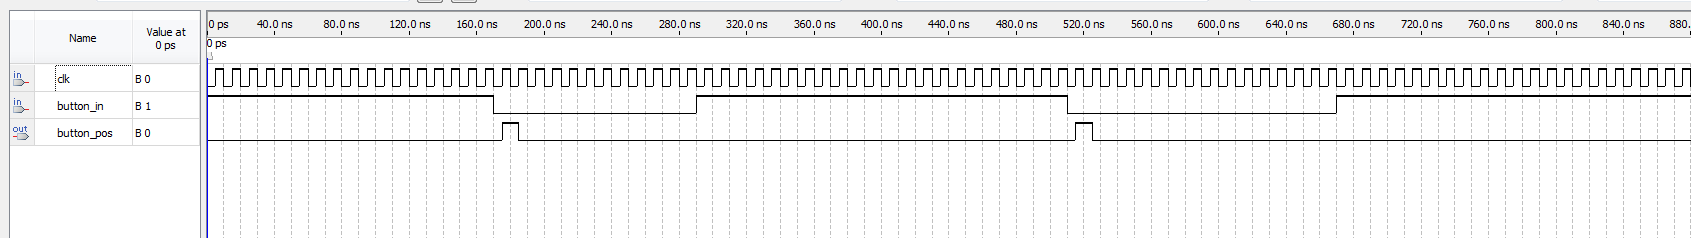 Name Value at 0 ps
0 ps 40.0 ns 80.0 ns 120.0 ns 160.0 ns 200.0 ns 240.0 ns 280.0 ns 320.0 ns 360.0 ns 400.0 ns 440.0 ns 480.0 ns 520.0 ns 560.0 ns 600.0 ns 640.0 ns 680.0 ns 720.0 ns 760.0 ns 800.0 ns 840.0 ns 880.
0 ps
in clk B 0
in button_in B 1
out button_pos B 0